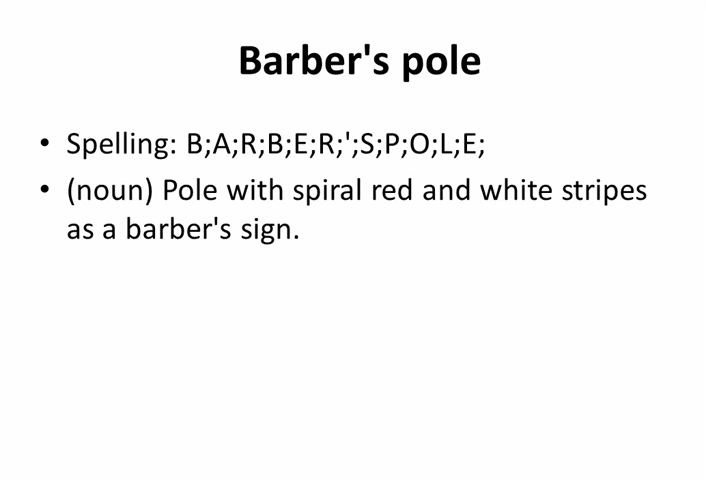 Barber's pole
• Spelling: B;A;R;B;E;R;';S;P;O;L;E;
• (noun) Pole with spiral red and white stripes
as a barber's sign.